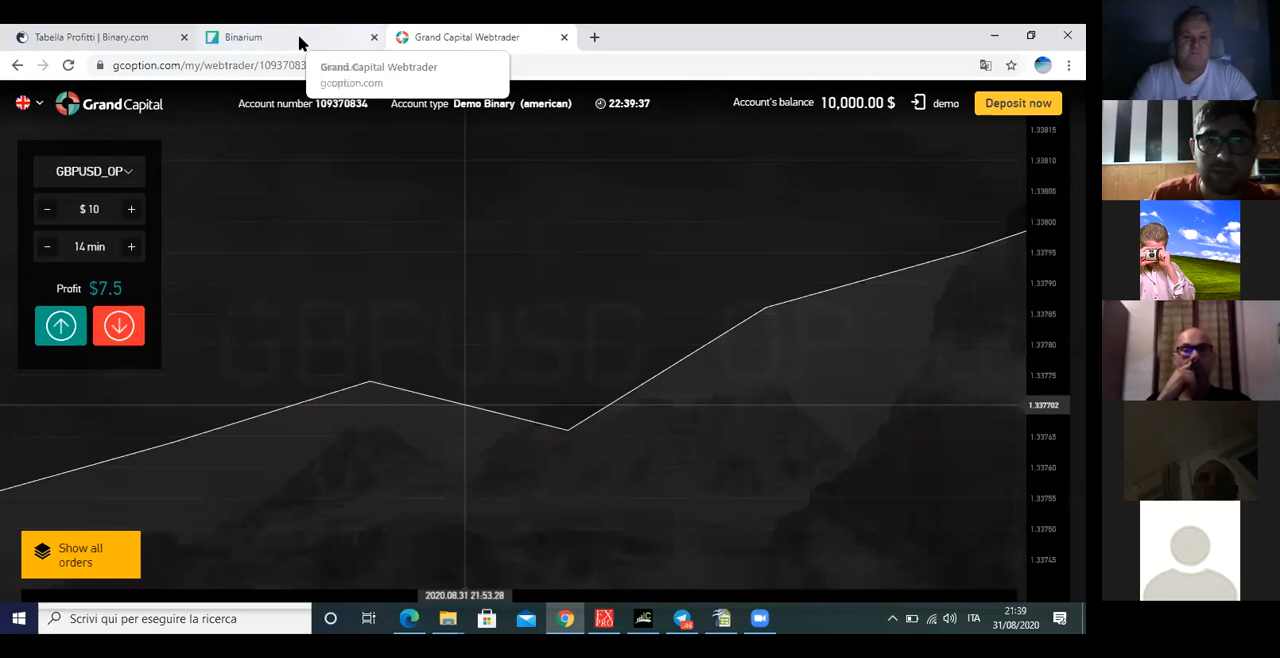 Tabella Profitti | Binary.com
Binarium
Grand Capital Webtrader
gcoption.com/my/webtrader/10937083
Grand Capital Webtrader
gcoption.com
GrandCapital
Account number 109370834
Account type Demo Binary (american)
22:39:37
Account's balance 10,000.00 $
demo
Deposit now
GBPUSD_OP
- $ 10 +
- 14 min +
Profit $7.5
GBPUSD_OP
1.33815
1.33810
1.33805
1.33800
1.33795
1.33790
1.33785
1.33780
1.33775
1.337702
1.33765
1.33760
1.33755
1.33750
1.33745
Show all
orders
2020.08.31 21:53.28
Scrivi qui per eseguire la ricerca
FX
PRO
ITA
21:39
31/08/2020